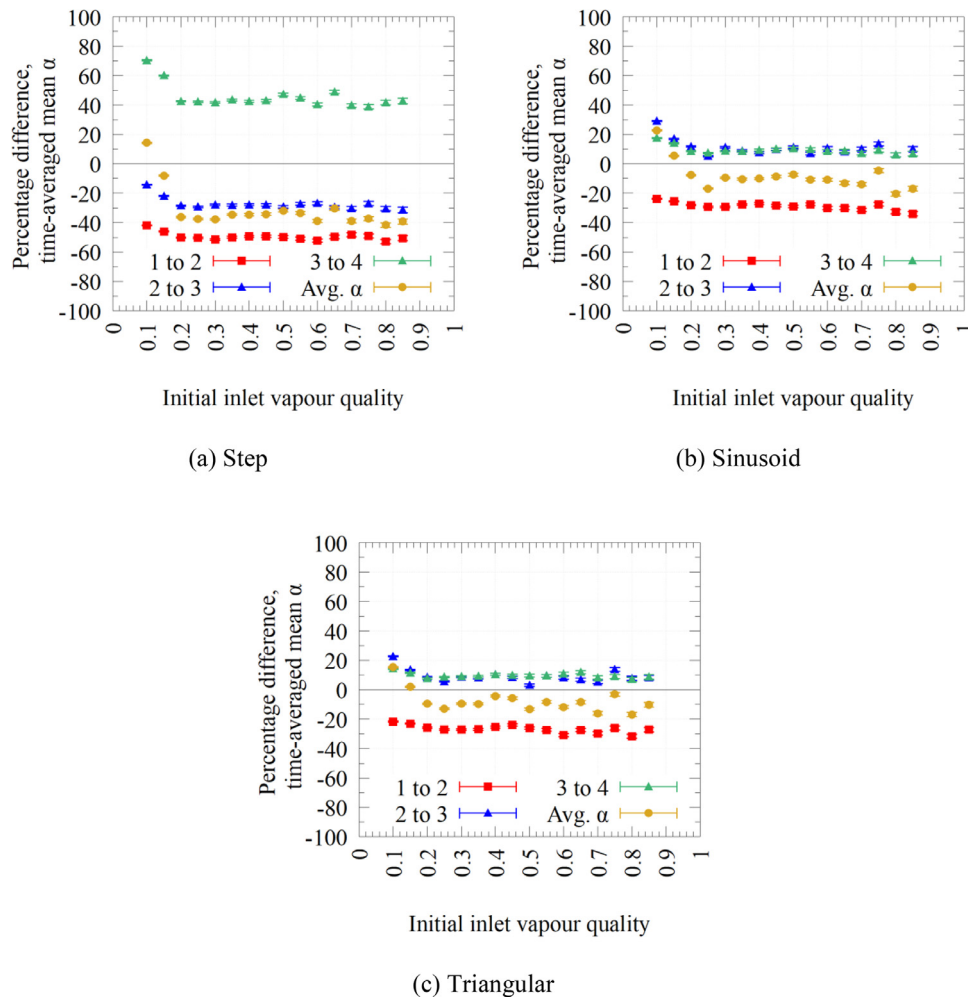 100
80
60
40
20
0
-20
-40
-60
-80
-100
Percentage difference,
time-averaged mean α
1 to 2
2 to 3
3 to 4
Avg. α
0
0.1
0.2
0.3
0.4
0.5
0.6
0.7
0.8
0.9
1
Initial inlet vapour quality
(a) Step
100
80
60
40
20
0
-20
-40
-60
-80
-100
Percentage difference,
time-averaged mean α
1 to 2
2 to 3
3 to 4
Avg. α
0
0.1
0.2
0.3
0.4
0.5
0.6
0.7
0.8
0.9
1
Initial inlet vapour quality
(b) Sinusoid
100
80
60
40
20
0
-20
-40
-60
-80
-100
Percentage difference,
time-averaged mean α
1 to 2
2 to 3
3 to 4
Avg. α
0
0.1
0.2
0.3
0.4
0.5
0.6
0.7
0.8
0.9
1
Initial inlet vapour quality
(c) Triangular